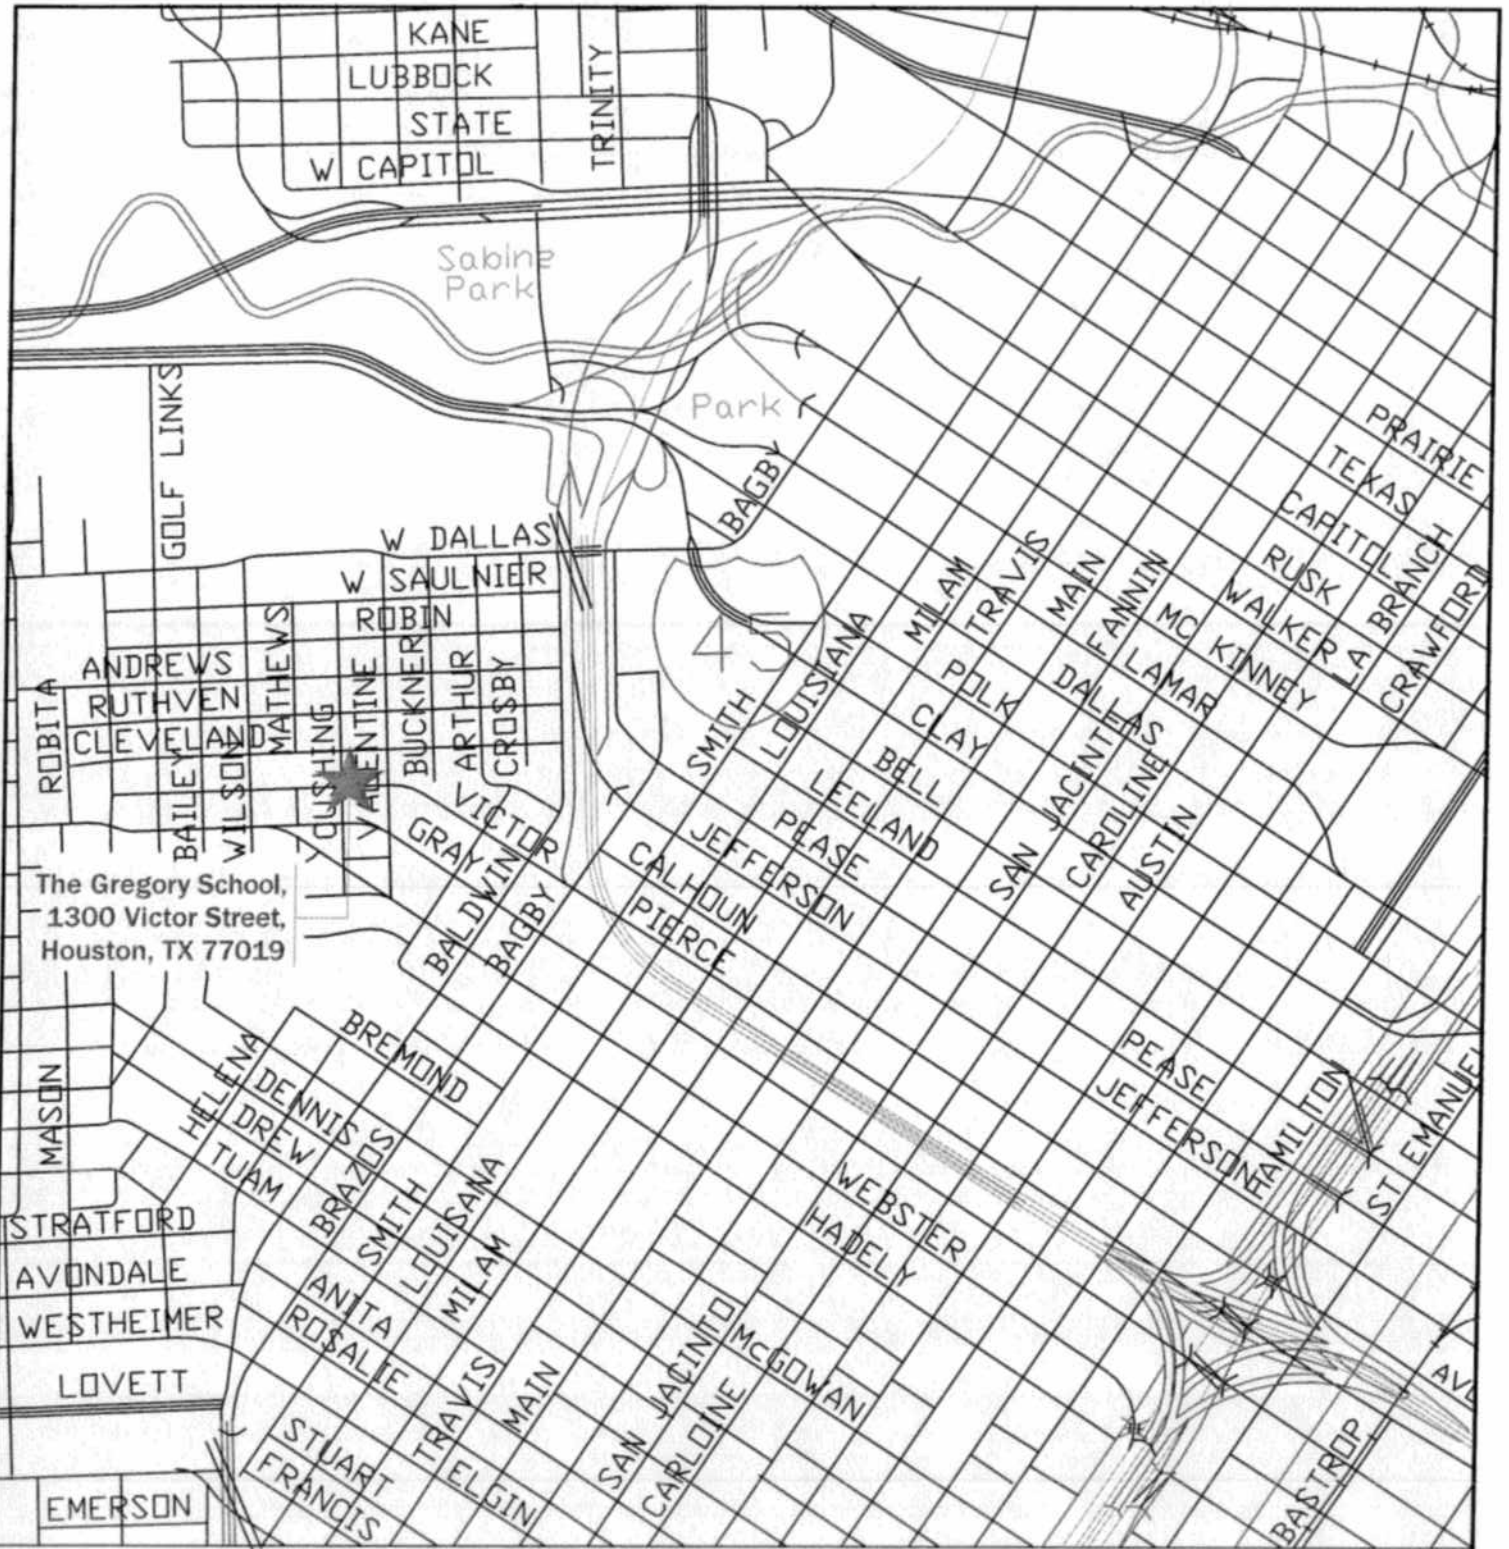 KANE
LUBBOCK
STATE
W CAPITOL
TRINITY
Sabine
Park
GOLF LINKS
Park
BAGBY
PRAIRIE
TEXAS
CAPITOL
RUSK
WALKER
MC KINNEY
LAMAR
DALLAS
POLK
CLAY
BELL
LEELAND
PEASE
JEFFERSON
CALHOUN
PIERCE
W DALLAS
W SAULNIER
ROBIN
ANDREWS
RUTHVEN
CLEVELAND
ROBITA
BAILEY
WILSON
MATHEWS
CUSHING
VALENTINE
BUCKNER
ARTHUR
CROSBY
45
VICTOR
GRAY
BALDWIN
BAGBY
SMITH
LOUISIANA
MILAM
TRAVIS
MAIN
FANNIN
SAN JACINTO
CAROLINE
AUSTIN
LA BRANCH
CRAWFORD
The Gregory School,
1300 Victor Street,
Houston, TX 77019
MASON
HELENA
BREMOND
DENNIS
DREW
TUAM
BRAZOS
SMITH
LOUISANA
MILAM
STRATFORD
AVONDALE
WESTHEIMER
LOVETT
EMERSON
ANITA
ROSALIE
STUART
FRANCIS
TRAVIS
MAIN
ELGIN
SAN JACINTO
CARLOINE
McGOWAN
WEBSTER
HADELY
PEASE
JEFFERSON
HAMILTON
ST EMANUEL
BASTROP